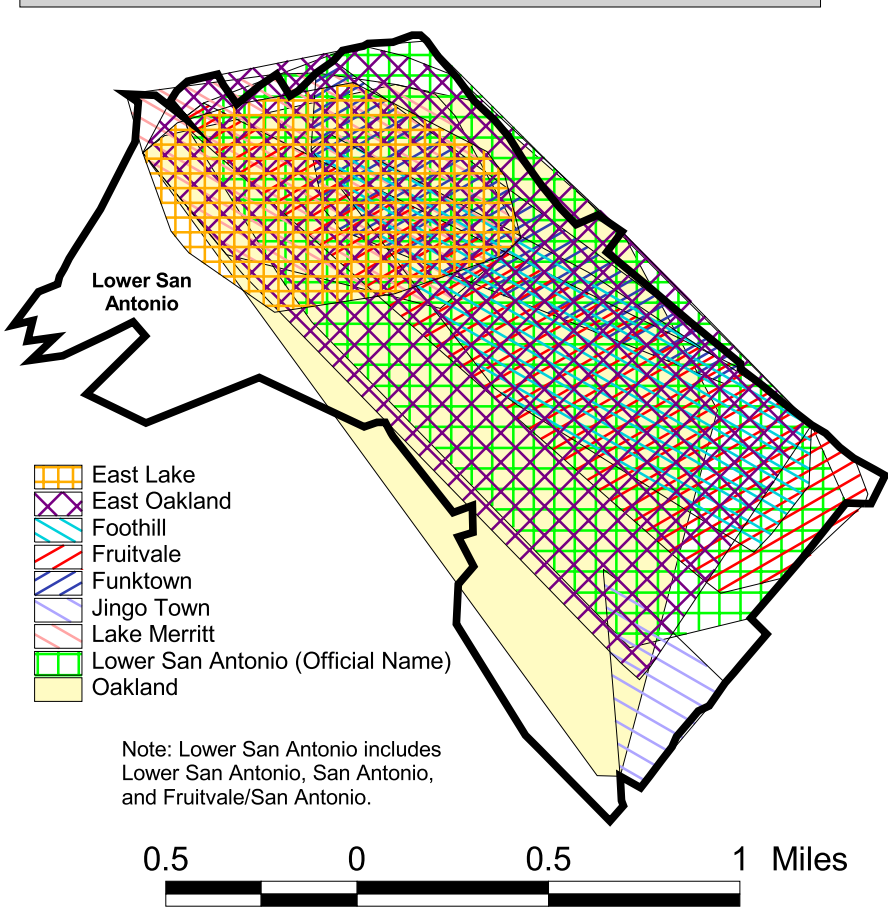 Lower San
Antonio
East Lake
East Oakland
Foothill
Fruitvale
Funktown
Jingo Town
Lake Merritt
Lower San Antonio (Official Name)
Oakland
Note: Lower San Antonio includes
Lower San Antonio, San Antonio,
and Fruitvale/San Antonio.
0.5 0 0.5 1 Miles